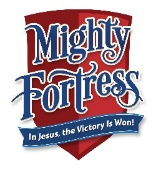 Mighty
Fortress
In Jesus, the Victory Is Won!